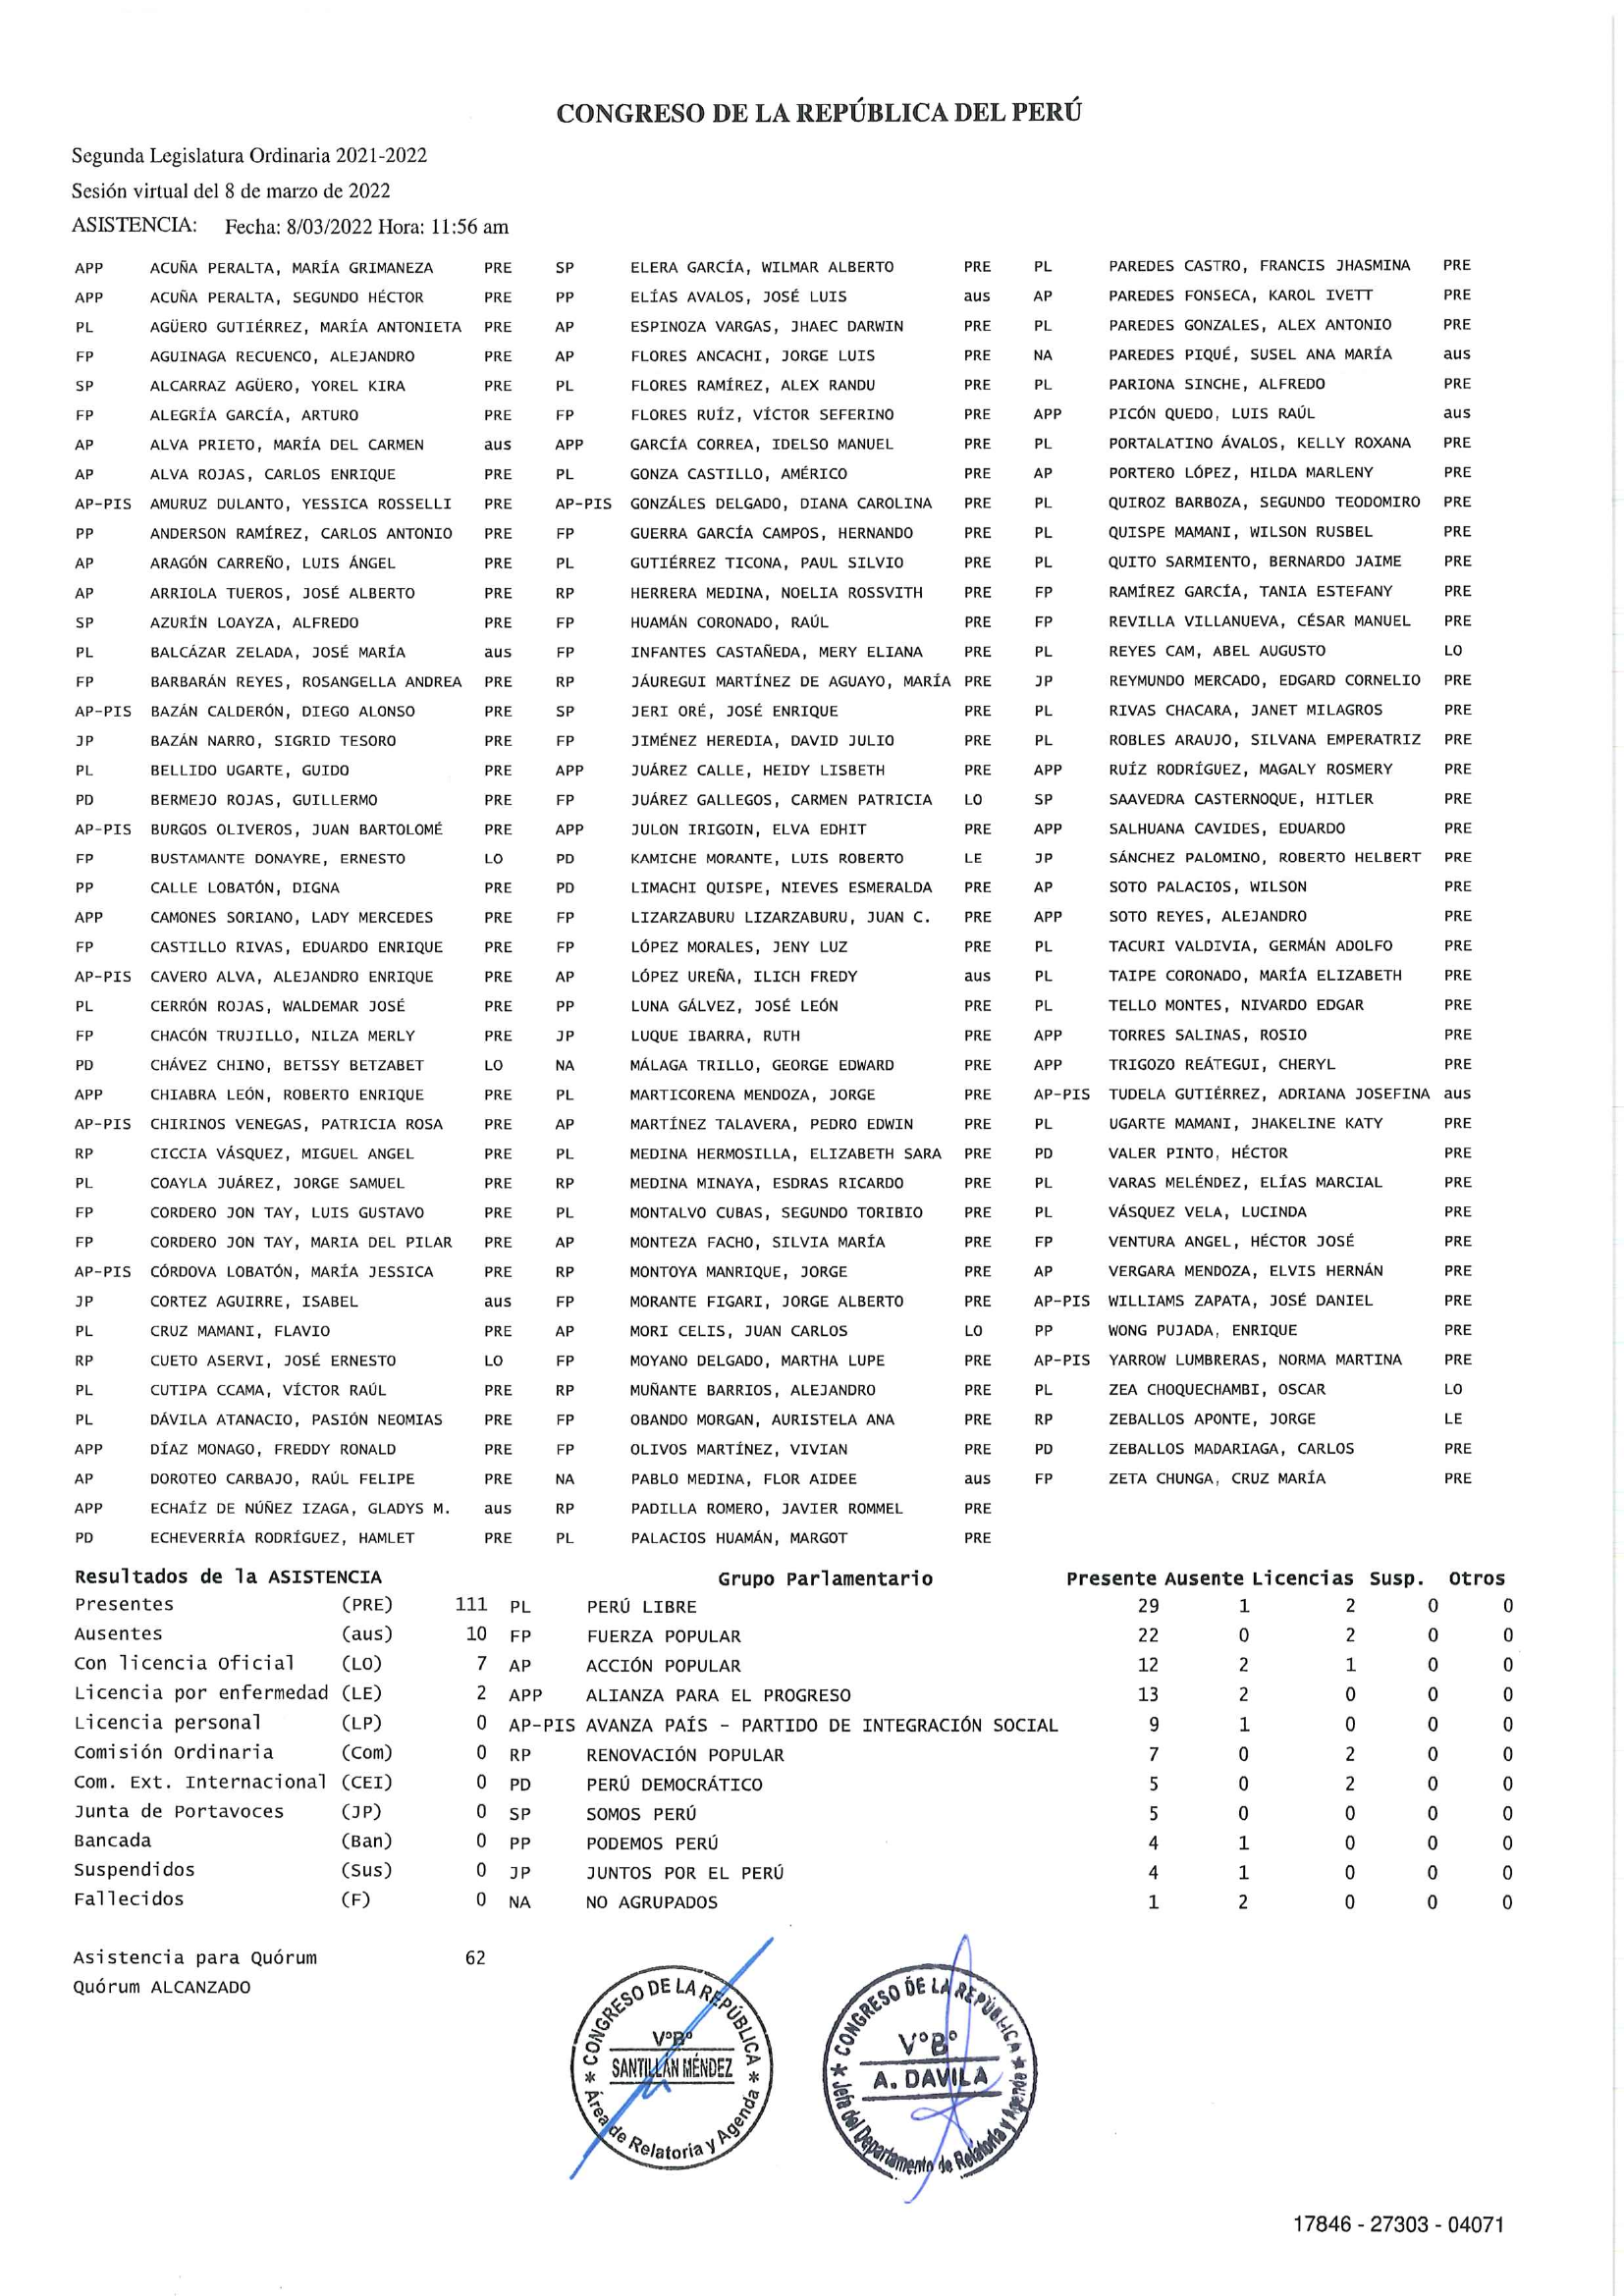 CONGRESO DE LA REPÚBLICA DEL PERÚ
Segunda Legislatura Ordinaria 2021-2022
Sesión virtual del 8 de marzo de 2022
ASISTENCIA: Fecha: 8/03/2022 Hora: 11:56 am
APP ACUÑA PERALTA, MARÍA GRIMANEZA PRE SP ELERA GARCÍA, WILMAR ALBERTO PRE PL PAREDES CASTRO, FRANCIS JHASMINA PRE
APP ACUÑA PERALTA, SEGUNDO HÉCTOR PRE PP ELÍAS AVALOS, JOSÉ LUIS aus AP PAREDES FONSECA, KAROL IVETT PRE
PL AGÜERO GUTIÉRREZ, MARÍA ANTONIETA PRE AP ESPINOZA VARGAS, JHAEC DARWIN PRE PL PAREDES GONZALES, ALEX ANTONIO PRE
FP AGUINAGA RECUENCO, ALEJANDRO PRE AP FLORES ANCACHI, JORGE LUIS PRE NA PAREDES PIQUÉ, SUSEL ANA MARÍA aus
SP ALCARRAZ AGÜERO, YOREL KIRA PRE PL FLORES RAMÍREZ, ALEX RANDU PRE PL PARIONA SINCHE, ALFREDO PRE
FP ALEGRÍA GARCÍA, ARTURO PRE FP FLORES RUÍZ, VÍCTOR SEFERINO PRE APP PICÓN QUEDO, LUIS RAÚL aus
AP ALVA PRIETO, MARÍA DEL CARMEN aus APP GARCÍA CORREA, IDELSO MANUEL PRE PL PORTALATINO ÁVALOS, KELLY ROXANA PRE
AP ALVA ROJAS, CARLOS ENRIQUE PRE PL GONZA CASTILLO, AMÉRICO PRE AP PORTERO LÓPEZ, HILDA MARLENY PRE
AP-PIS AMURUZ DULANTO, YESSICA ROSSELLI PRE AP-PIS GONZÁLES DELGADO, DIANA CAROLINA PRE PL QUIROZ BARBOZA, SEGUNDO TEODOMIRO PRE
PP ANDERSON RAMÍREZ, CARLOS ANTONIO PRE FP GUERRA GARCÍA CAMPOS, HERNANDO PRE PL QUISPE MAMANI, WILSON RUSBEL PRE
AP ARAGÓN CARREÑO, LUIS ÁNGEL PRE PL GUTIÉRREZ TICONA, PAUL SILVIO PRE PL QUITO SARMIENTO, BERNARDO JAIME PRE
AP ARRIOLA TUEROS, JOSÉ ALBERTO PRE RP HERRERA MEDINA, NOELIA ROSSVITH PRE FP RAMÍREZ GARCÍA, TANIA ESTEFANY PRE
SP AZURÍN LOAYZA, ALFREDO PRE FP HUAMÁN CORONADO, RAÚL PRE FP REVILLA VILLANUEVA, CÉSAR MANUEL PRE
PL BALCÁZAR ZELADA, JOSÉ MARÍA aus FP INFANTES CASTAÑEDA, MERY ELIANA PRE PL REYES CAM, ABEL AUGUSTO LO
FP BARBARÁN REYES, ROSANGELLA ANDREA PRE RP JÁUREGUI MARTÍNEZ DE AGUAYO, MARÍA PRE JP REYMUNDO MERCADO, EDGARD CORNELIO PRE
AP-PIS BAZÁN CALDERÓN, DIEGO ALONSO PRE SP JERI ORÉ, JOSÉ ENRIQUE PRE PL RIVAS CHACARA, JANET MILAGROS PRE
JP BAZÁN NARRO, SIGRID TESORO PRE FP JIMÉNEZ HEREDIA, DAVID JULIO PRE PL ROBLES ARAUJO, SILVANA EMPERATRIZ PRE
PL BELLIDO UGARTE, GUIDO PRE APP JUÁREZ CALLE, HEIDY LISBETH PRE APP RUÍZ RODRÍGUEZ, MAGALY ROSMERY PRE
PD BERMEJO ROJAS, GUILLERMO PRE FP JUÁREZ GALLEGOS, CARMEN PATRICIA LO SP SAAVEDRA CASTERNOQUE, HITLER PRE
AP-PIS BURGOS OLIVEROS, JUAN BARTOLOMÉ PRE APP JULON IRIGOIN, ELVA EDHIT PRE APP SALHUANA CAVIDES, EDUARDO PRE
FP BUSTAMANTE DONAYRE, ERNESTO LO PD KAMICHE MORANTE, LUIS ROBERTO LE JP SÁNCHEZ PALOMINO, ROBERTO HELBERT PRE
PP CALLE LOBATÓN, DIGNA PRE PD LIMACHI QUISPE, NIEVES ESMERALDA PRE AP SOTO PALACIOS, WILSON PRE
APP CAMONES SORIANO, LADY MERCEDES PRE FP LIZARZABURU LIZARZABURU, JUAN C. PRE APP SOTO REYES, ALEJANDRO PRE
FP CASTILLO RIVAS, EDUARDO ENRIQUE PRE FP LÓPEZ MORALES, JENY LUZ PRE PL TACURI VALDIVIA, GERMÁN ADOLFO PRE
AP-PIS CAVERO ALVA, ALEJANDRO ENRIQUE PRE AP LÓPEZ UREÑA, ILICH FREDY aus PL TAIPE CORONADO, MARÍA ELIZABETH PRE
PL CERRÓN ROJAS, WALDEMAR JOSÉ PRE PP LUNA GÁLVEZ, JOSÉ LEÓN PRE PL TELLO MONTES, NIVARDO EDGAR PRE
FP CHACÓN TRUJILLO, NILZA MERLY PRE JP LUQUE IBARRA, RUTH PRE APP TORRES SALINAS, ROSIO PRE
PD CHÁVEZ CHINO, BETSSY BETZABET LO NA MÁLAGA TRILLO, GEORGE EDWARD PRE APP TRIGOZO REÁTEGUI, CHERYL PRE
APP CHIABRA LEÓN, ROBERTO ENRIQUE PRE PL MARTICORENA MENDOZA, JORGE PRE AP-PIS TUDELA GUTIÉRREZ, ADRIANA JOSEFINA aus
AP-PIS CHIRINOS VENEGAS, PATRICIA ROSA PRE AP MARTÍNEZ TALAVERA, PEDRO EDWIN PRE PL UGARTE MAMANI, JHAKELINE KATY PRE
RP CICCIA VÁSQUEZ, MIGUEL ANGEL PRE PL MEDINA HERMOSILLA, ELIZABETH SARA PRE PD VALER PINTO, HÉCTOR PRE
PL COAYLA JUÁREZ, JORGE SAMUEL PRE RP MEDINA MINAYA, ESDRAS RICARDO PRE PL VARAS MELÉNDEZ, ELÍAS MARCIAL PRE
FP CORDERO JON TAY, LUIS GUSTAVO PRE PL MONTALVO CUBAS, SEGUNDO TORIBIO PRE PL VÁSQUEZ VELA, LUCINDA PRE
FP CORDERO JON TAY, MARIA DEL PILAR PRE AP MONTEZA FACHO, SILVIA MARÍA PRE FP VENTURA ANGEL, HÉCTOR JOSÉ PRE
AP-PIS CÓRDOVA LOBATÓN, MARÍA JESSICA PRE RP MONTOYA MANRIQUE, JORGE PRE AP VERGARA MENDOZA, ELVIS HERNÁN PRE
JP CORTEZ AGUIRRE, ISABEL aus FP MORANTE FIGARI, JORGE ALBERTO PRE AP-PIS WILLIAMS ZAPATA, JOSÉ DANIEL PRE
PL CRUZ MAMANI, FLAVIO PRE AP MORI CELIS, JUAN CARLOS LO PP WONG PUJADA, ENRIQUE PRE
RP CUETO ASERVI, JOSÉ ERNESTO LO FP MOYANO DELGADO, MARTHA LUPE PRE AP-PIS YARROW LUMBRERAS, NORMA MARTINA PRE
PL CUTIPA CCAMA, VÍCTOR RAÚL PRE RP MUÑANTE BARRIOS, ALEJANDRO PRE PL ZEA CHOQUECHAMBI, OSCAR LO
PL DÁVILA ATANACIO, PASIÓN NEOMIAS PRE FP OBANDO MORGAN, AURISTELA ANA PRE RP ZEBALLOS APONTE, JORGE LE
APP DÍAZ MONAGO, FREDDY RONALD PRE FP OLIVOS MARTÍNEZ, VIVIAN PRE PD ZEBALLOS MADARIAGA, CARLOS PRE
AP DOROTEO CARBAJO, RAÚL FELIPE PRE NA PABLO MEDINA, FLOR AIDEE aus FP ZETA CHUNGA, CRUZ MARÍA PRE
APP ECHAÍZ DE NÚÑEZ IZAGA, GLADYS M. aus RP PADILLA ROMERO, JAVIER ROMMEL PRE
PD ECHEVERRÍA RODRÍGUEZ, HAMLET PRE PL PALACIOS HUAMÁN, MARGOT PRE
Resultados de la ASISTENCIA Grupo Parlamentario Presente Ausente Licencias Susp. Otros
Presentes (PRE) 111 PL PERÚ LIBRE 29 1 2 0 0
Ausentes (aus) 10 FP FUERZA POPULAR 22 0 2 0 0
Con licencia Oficial (LO) 7 AP ACCIÓN POPULAR 12 2 1 0 0
Licencia por enfermedad (LE) 2 APP ALIANZA PARA EL PROGRESO 13 2 0 0 0
Licencia personal (LP) 0 AP-PIS AVANZA PAÍS - PARTIDO DE INTEGRACIÓN SOCIAL 9 1 0 0 0
Comisión Ordinaria (Com) 0 RP RENOVACIÓN POPULAR 7 0 2 0 0
Com. Ext. Internacional (CEI) 0 PD PERÚ DEMOCRÁTICO 5 0 2 0 0
Junta de Portavoces (JP) 0 SP SOMOS PERÚ 5 0 0 0 0
Bancada (Ban) 0 PP PODEMOS PERÚ 4 1 0 0 0
Suspendidos (Sus) 0 JP JUNTOS POR EL PERÚ 4 1 0 0 0
Fallecidos (F) 0 NA NO AGRUPADOS 1 2 0 0 0
Asistencia para Quórum 62
Quórum ALCANZADO
CONGRESO DE LA REPÚBLICA
V°B°
SANTILLÁN MÉNDEZ
Área de Relatoría y Agenda
CONGRESO DE LA REPÚBLICA
V°B°
A. DAVILA
Jefa del Departamento de Relatoría y Agenda
17846 - 27303 - 04071